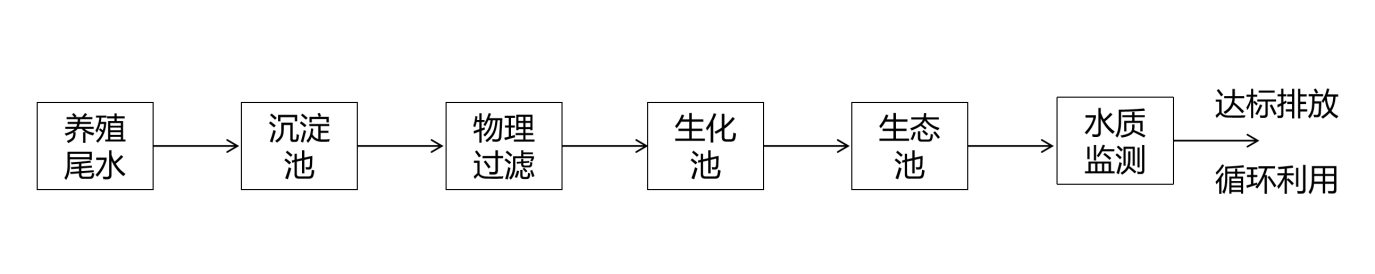 养殖
尾水
沉淀
池
物理
过滤
生化
池
生态
池
水质
监测
达标排放
循环利用